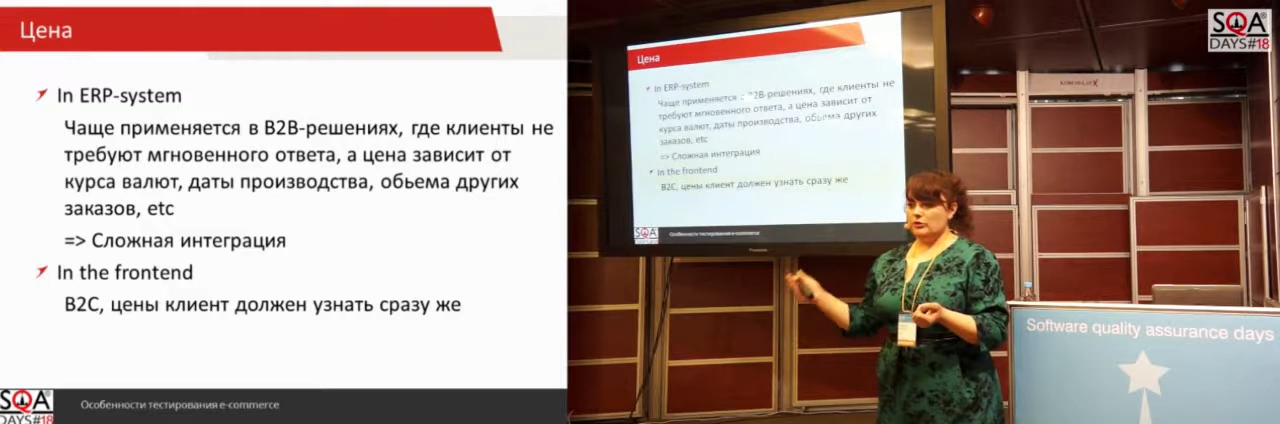 Цена
In ERP-system
Чаще применяется в B2B-решениях, где клиенты не
требуют мгновенного ответа, а цена зависит от
курса валют, даты производства, обьема других
заказов, etc
=> Сложная интеграция
In the frontend
B2C, цены клиент должен узнать сразу же
SQA
DAYS#18
Особенности тестирования e-commerce
Цена
In ERP-system
Чаще применяется в B2B-решениях, где клиенты не
требуют мгновенного ответа, а цена зависит от
курса валют, даты производства, обьема других
заказов, etc
=> Сложная интеграция
In the frontend
B2C, цены клиент должен узнать сразу же
SQA
Особенности тестирования e-commerce
Panasonic
SQA
DAYS#18
Software quality assurance days